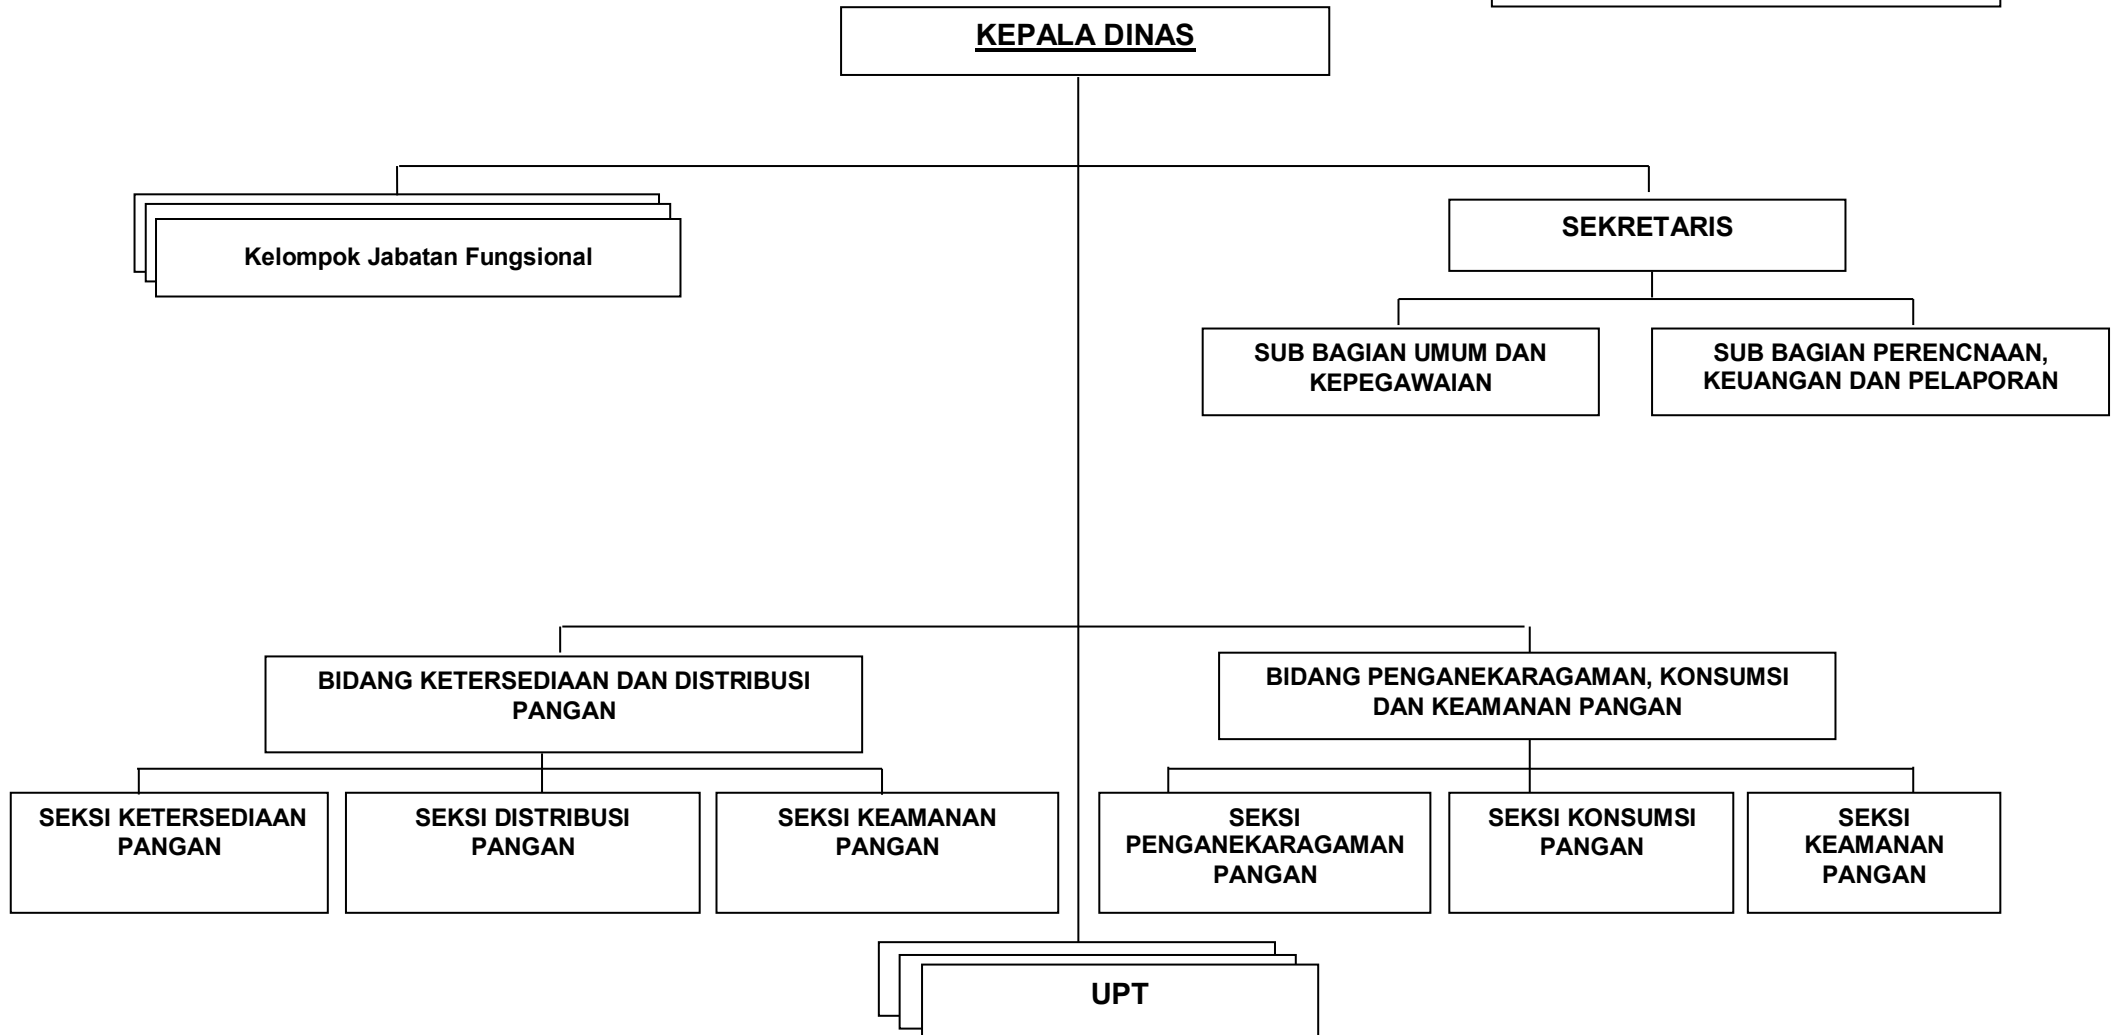 KEPALA DINAS
Kelompok Jabatan Fungsional
SEKRETARIS
SUB BAGIAN UMUM DAN
KEPEGAWAIAN
SUB BAGIAN PERENCNAAN,
KEUANGAN DAN PELAPORAN
BIDANG KETERSEDIAAN DAN DISTRIBUSI
PANGAN
BIDANG PENGANEKARAGAMAN, KONSUMSI
DAN KEAMANAN PANGAN
SEKSI KETERSEDIAAN
PANGAN
SEKSI DISTRIBUSI
PANGAN
SEKSI KEAMANAN
PANGAN
SEKSI
PENGANEKARAGAMAN
PANGAN
SEKSI KONSUMSI
PANGAN
SEKSI
KEAMANAN
PANGAN
UPT